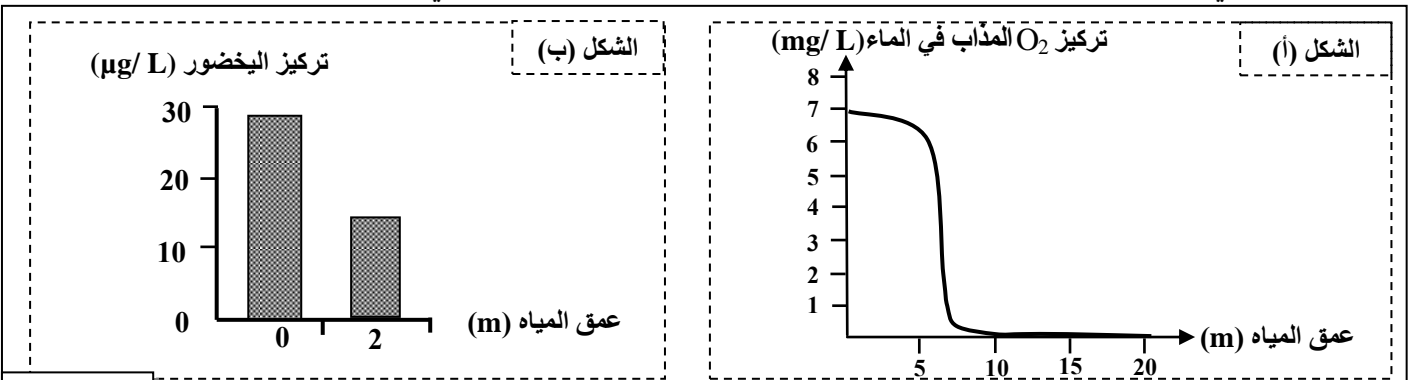 الشكل (أ)
تركيز O₂ المذاب في الماء (mg/ L)
8
7
6
5
4
3
2
1
5 10 15 20
عمق المياه (m)
الشكل (ب)
تركيز اليخضور (µg/ L)
30
20
10
0
0 2
عمق المياه (m)